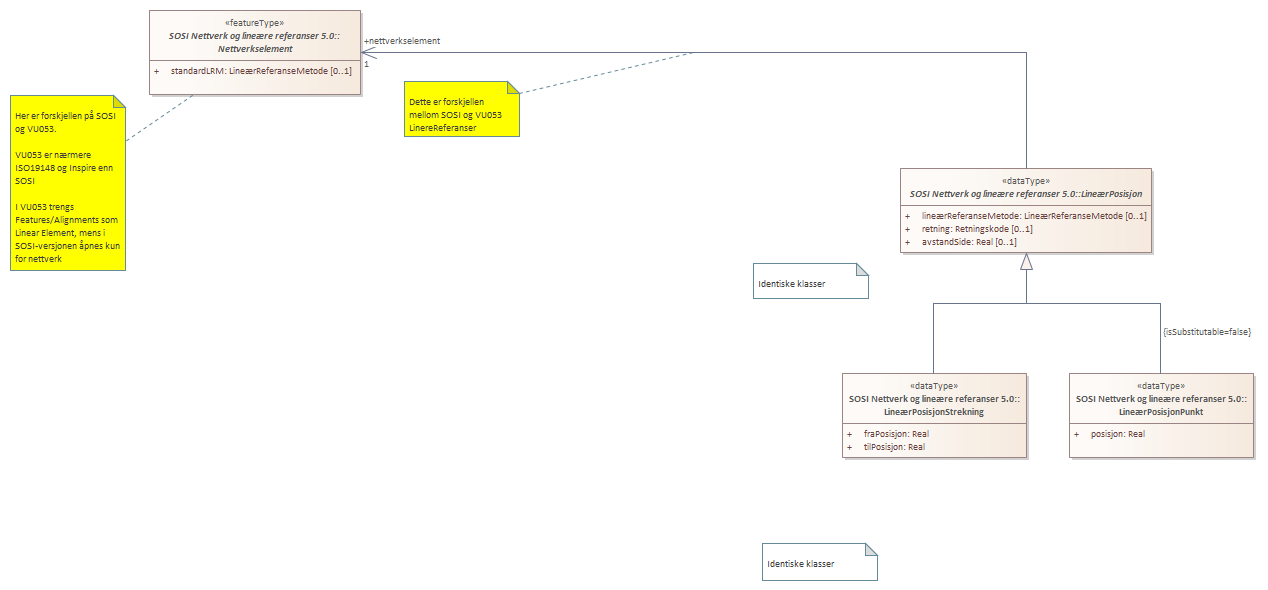 «featureType»
SOSI Nettverk og lineære referanser 5.0::
Nettverkselement
+ standardLRM: LineærReferanseMetode [0..1]
+nettverkselement
1
Her er forskjellen på SOSI
og VU053.
VU053 er nærmere
ISO19148 og Inspire enn
SOSI
I VU053 trengs
Features/Alignments som
Linear Element, mens i
SOSI-versjonen åpnes kun
for nettverk
Dette er forskjellen
mellom SOSI og VU053
LinereReferanser
«dataType»
SOSI Nettverk og lineære referanser 5.0::LineærPosisjon
+ lineærReferanseMetode: LineærReferanseMetode [0..1]
+ retning: Retningskode [0..1]
+ avstandSide: Real [0..1]
Identiske klasser
{isSubstitutable=false}
«dataType»
SOSI Nettverk og lineære referanser 5.0::
LineærPosisjonStrekning
+ fraPosisjon: Real
+ tilPosisjon: Real
«dataType»
SOSI Nettverk og lineære referanser 5.0::
LineærPosisjonPunkt
+ posisjon: Real
Identiske klasser